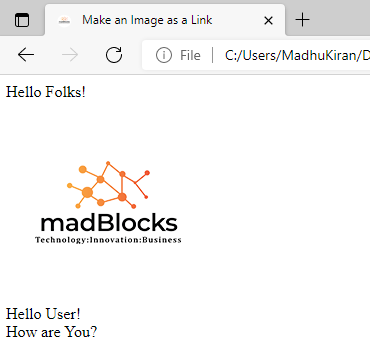 Make an Image as a Link
File
C:/Users/MadhuKiran/D
Hello Folks!
madBlocks
Technology:Innovation:Business
Hello User!
How are You?